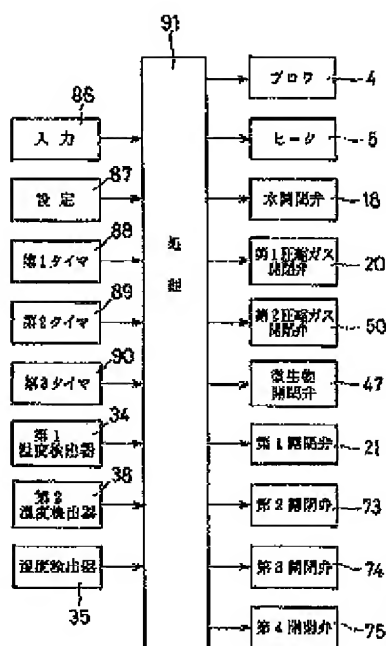 91
86
入力
87
設定
88
第1タイマ
89
第2タイマ
90
第3タイマ
34
第1
温度検出器
38
第2
温度検出器
湿度検出器
35
処理
ブロワ
4
ヒータ
5
水開閉弁
18
第1圧縮ガス
開閉弁
20
第2圧縮ガス
開閉弁
50
微生物
開閉弁
47
第1開閉弁
21
第2開閉弁
73
第3開閉弁
74
第4開閉弁
75